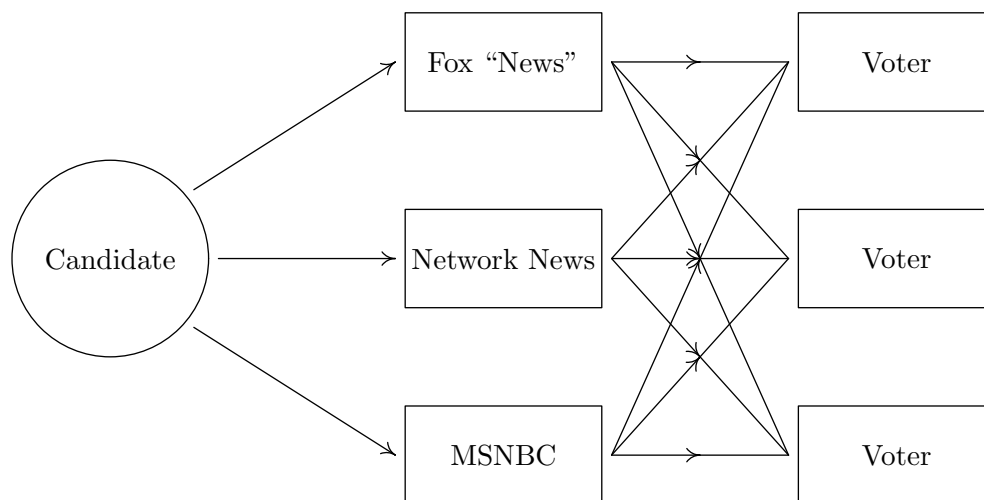 Fox “News”
Voter
Candidate
Network News
Voter
MSNBC
Voter